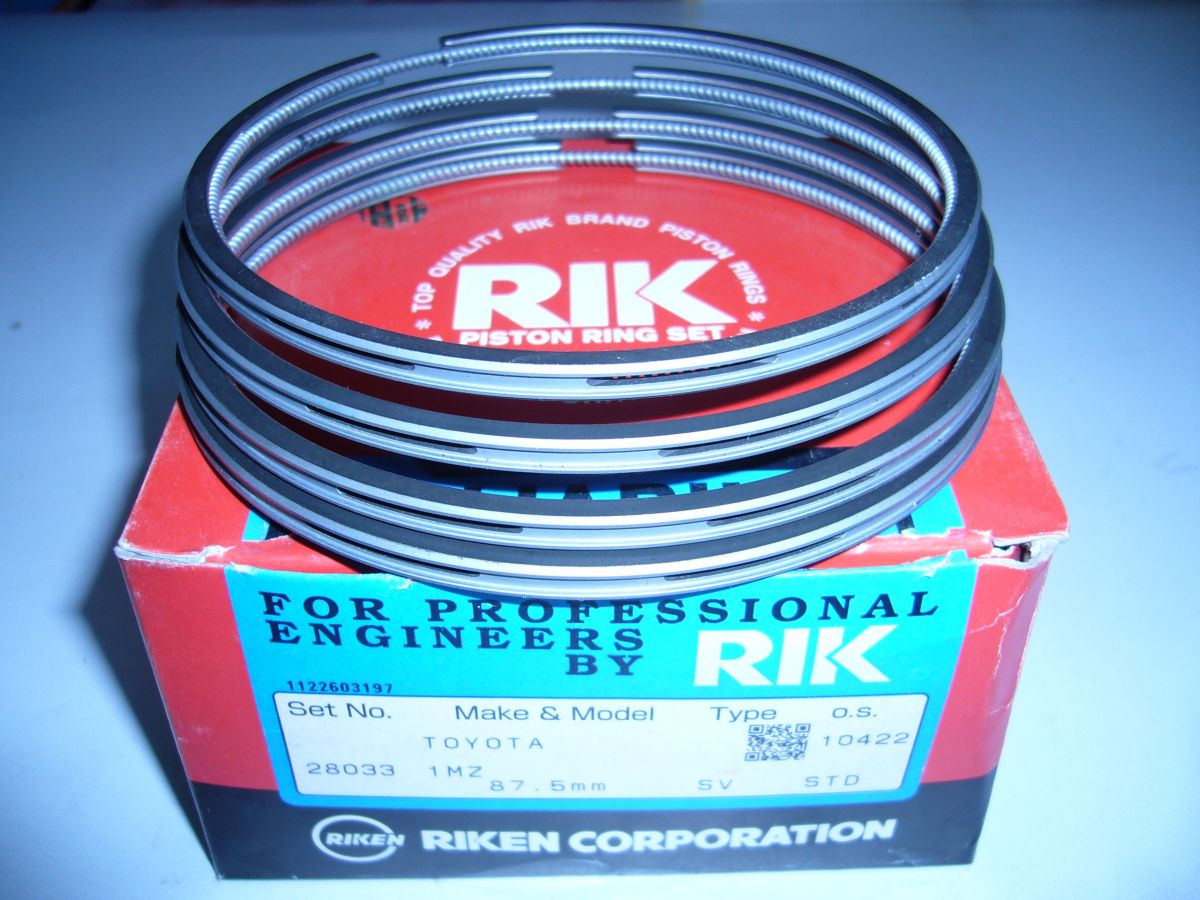 * TOP QUALITY RIK BRAND PISTON RINGS *
RIK
PISTON RING SET
FOR PROFESSIONAL
ENGINEERS
BY RIK
1122603197
Set No. Make & Model Type O.S.
TOYOTA 10422
28033 1MZ
87.5mm SV STD
RIKEN RIKEN CORPORATION